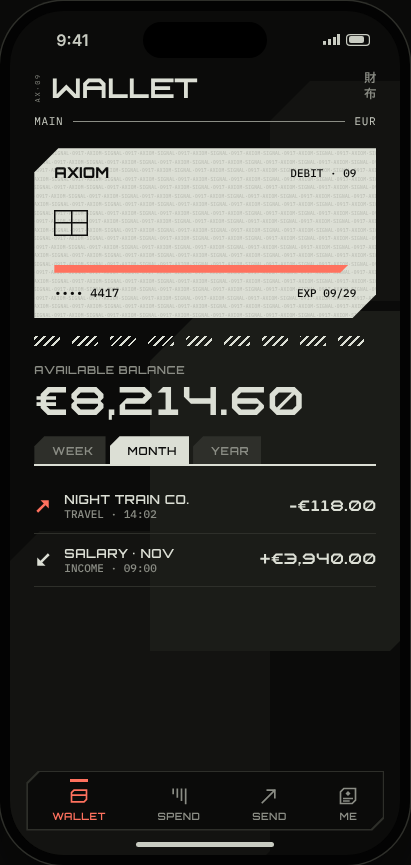 9:41
AX·09
WALLET
財布
MAIN
EUR
AXIOM
DEBIT · 09
•••• 4417
EXP 09/29
AVAILABLE BALANCE
€8,214.60
WEEK
MONTH
YEAR
NIGHT TRAIN CO.
-€118.00
TRAVEL · 14:02
SALARY · NOV
+€3,940.00
INCOME · 09:00
WALLET
SPEND
SEND
ME